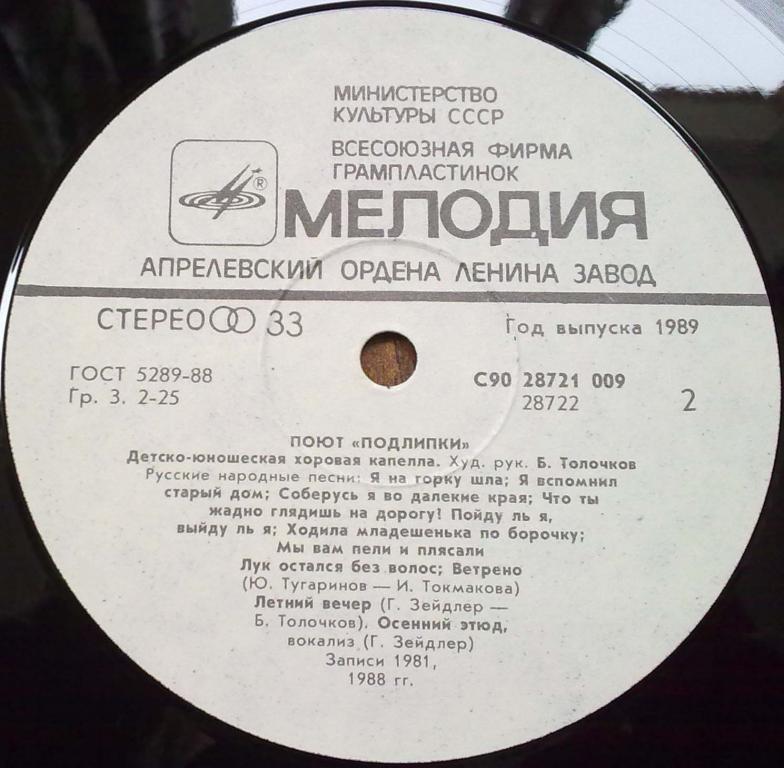 МИНИСТЕРСТВО
КУЛЬТУРЫ СССР
ВСЕСОЮЗНАЯ ФИРМА
ГРАМПЛАСТИНОК
®
МЕЛОДИЯ
АПРЕЛЕВСКИЙ ОРДЕНА ЛЕНИНА ЗАВОД
СТЕРЕО 33
Год выпуска 1989
ГОСТ 5289-88
Гр. 3. 2-25
С90 28721 009
28722
2
ПОЮТ «ПОДЛИПКИ»
Детско-юношеская хоровая капелла. Худ. рук. Б. Толочков
Русские народные песни: Я на горку шла; Я вспомнил
старый дом; Соберусь я во далекие края; Что ты
жадно глядишь на дорогу! Пойду ль я,
выйду ль я; Ходила младешенька по борочку;
Мы вам пели и плясали
Лук остался без волос; Ветрено
(Ю. Тугаринов — И. Токмакова)
Летний вечер (Г. Зейдлер —
Б. Толочков). Осенний этюд,
вокализ (Г. Зейдлер)
Записи 1981,
1988 гг.